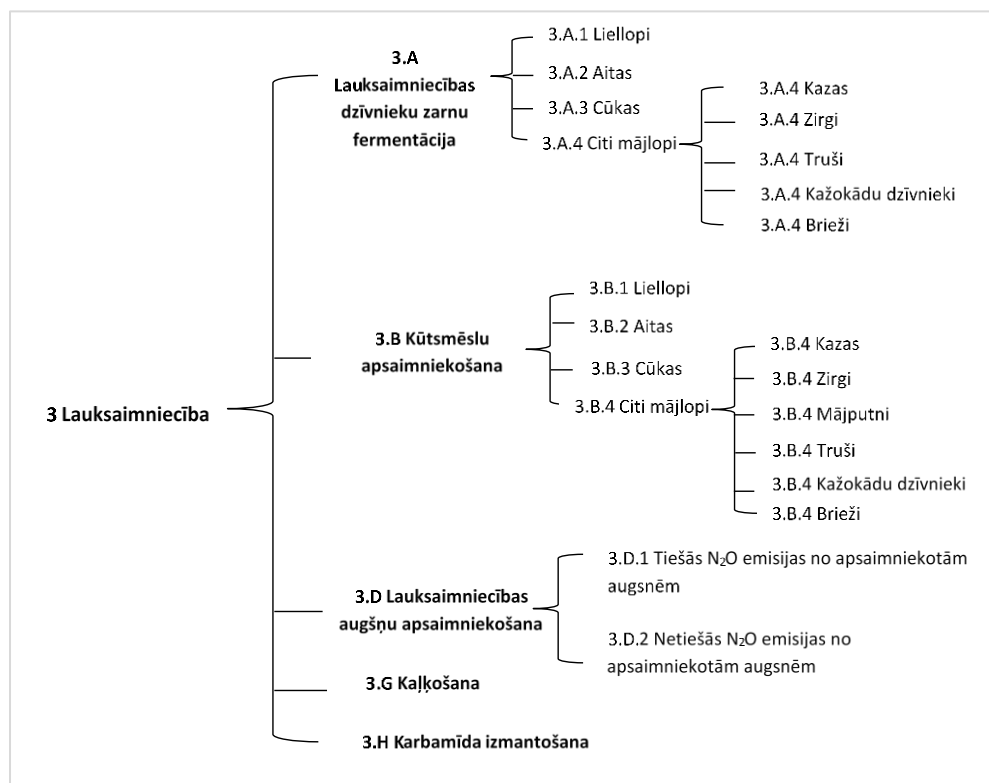 3 Lauksaimniecība
3.A
Lauksaimniecības
dzīvnieku zarnu
fermentācija
3.A.1 Liellopi
3.A.2 Aitas
3.A.3 Cūkas
3.A.4 Citi mājlopi
3.A.4 Kazas
3.A.4 Zirgi
3.A.4 Truši
3.A.4 Kažokādu dzīvnieki
3.A.4 Brieži
3.B Kūtsmēslu
apsaimniekošana
3.B.1 Liellopi
3.B.2 Aitas
3.B.3 Cūkas
3.B.4 Citi mājlopi
3.B.4 Kazas
3.B.4 Zirgi
3.B.4 Mājputni
3.B.4 Truši
3.B.4 Kažokādu dzīvnieki
3.B.4 Brieži
3.D Lauksaimniecības
augšņu apsaimniekošana
3.D.1 Tiešās N₂O emisijas no apsaimniekotām
augsnēm
3.D.2 Netiešās N₂O emisijas no
apsaimniekotām augsnēm
3.G Kaļķošana
3.H Karbamīda izmantošana